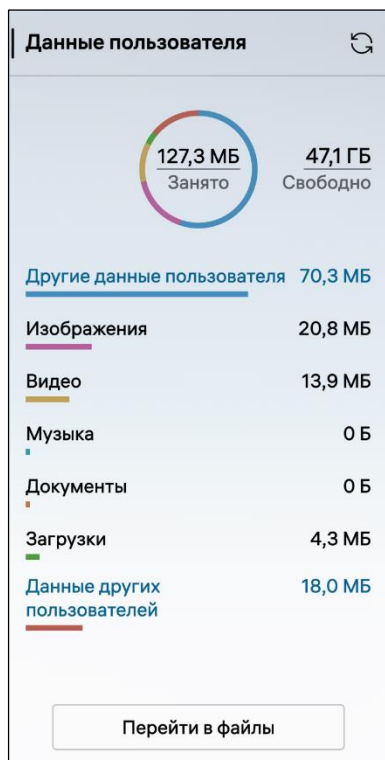 Данные пользователя
127,3 МБ
Занято
47,1 ГБ
Свободно
Другие данные пользователя 70,3 МБ
Изображения 20,8 МБ
Видео 13,9 МБ
Музыка 0 Б
Документы 0 Б
Загрузки 4,3 МБ
Данные других 18,0 МБ
пользователей
Перейти в файлы